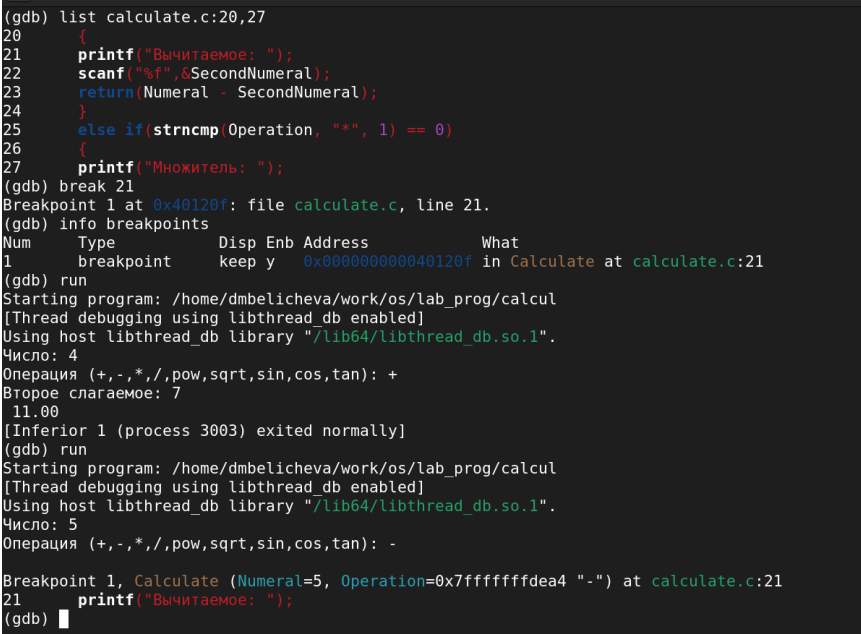 (gdb) list calculate.c:20,27
20      {
21      printf("Вычитаемое: ");
22      scanf("%f",&SecondNumeral);
23      return(Numeral - SecondNumeral);
24      }
25      else if(strncmp(Operation, "*", 1) == 0)
26      {
27      printf("Множитель: ");
(gdb) break 21
Breakpoint 1 at 0x40120f: file calculate.c, line 21.
(gdb) info breakpoints
Num     Type           Disp Enb Address            What
1       breakpoint     keep y   0x000000000040120f in Calculate at calculate.c:21
(gdb) run
Starting program: /home/dmbelicheva/work/os/lab_prog/calcul
[Thread debugging using libthread_db enabled]
Using host libthread_db library "/lib64/libthread_db.so.1".
Число: 4
Операция (+,-,*,/,pow,sqrt,sin,cos,tan): +
Второе слагаемое: 7
 11.00
[Inferior 1 (process 3003) exited normally]
(gdb) run
Starting program: /home/dmbelicheva/work/os/lab_prog/calcul
[Thread debugging using libthread_db enabled]
Using host libthread_db library "/lib64/libthread_db.so.1".
Число: 5
Операция (+,-,*,/,pow,sqrt,sin,cos,tan): -

Breakpoint 1, Calculate (Numeral=5, Operation=0x7fffffffdea4 "-") at calculate.c:21
21      printf("Вычитаемое: ");
(gdb)